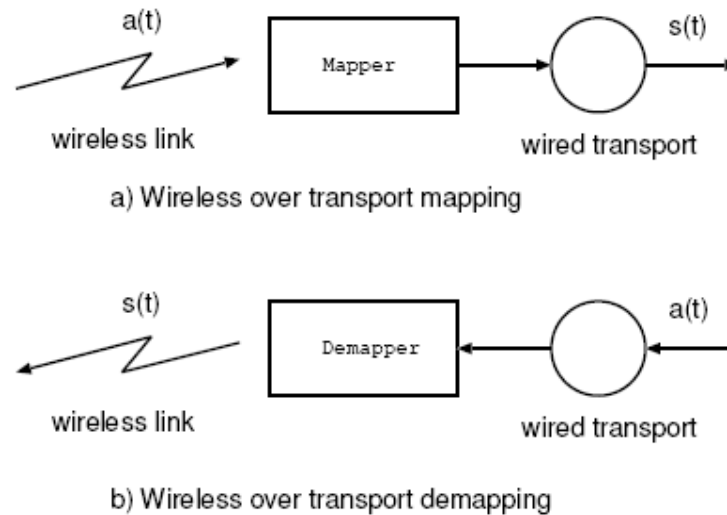 a(t)
s(t)
Mapper
wireless link
wired transport
a) Wireless over transport mapping
s(t)
a(t)
Demapper
wireless link
wired transport
b) Wireless over transport demapping